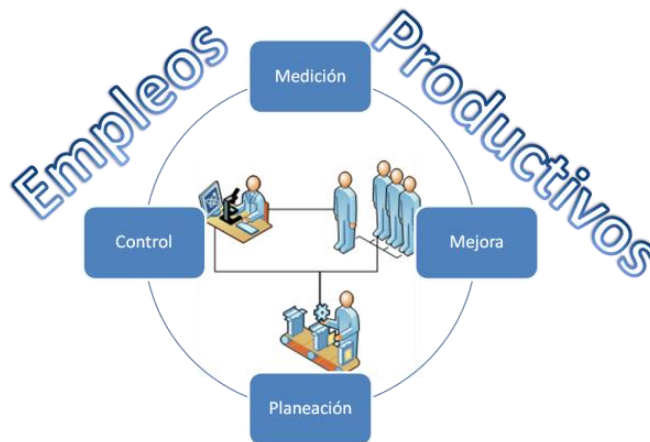 Empleos
Productivos
Medición
Control
Mejora
Planeación